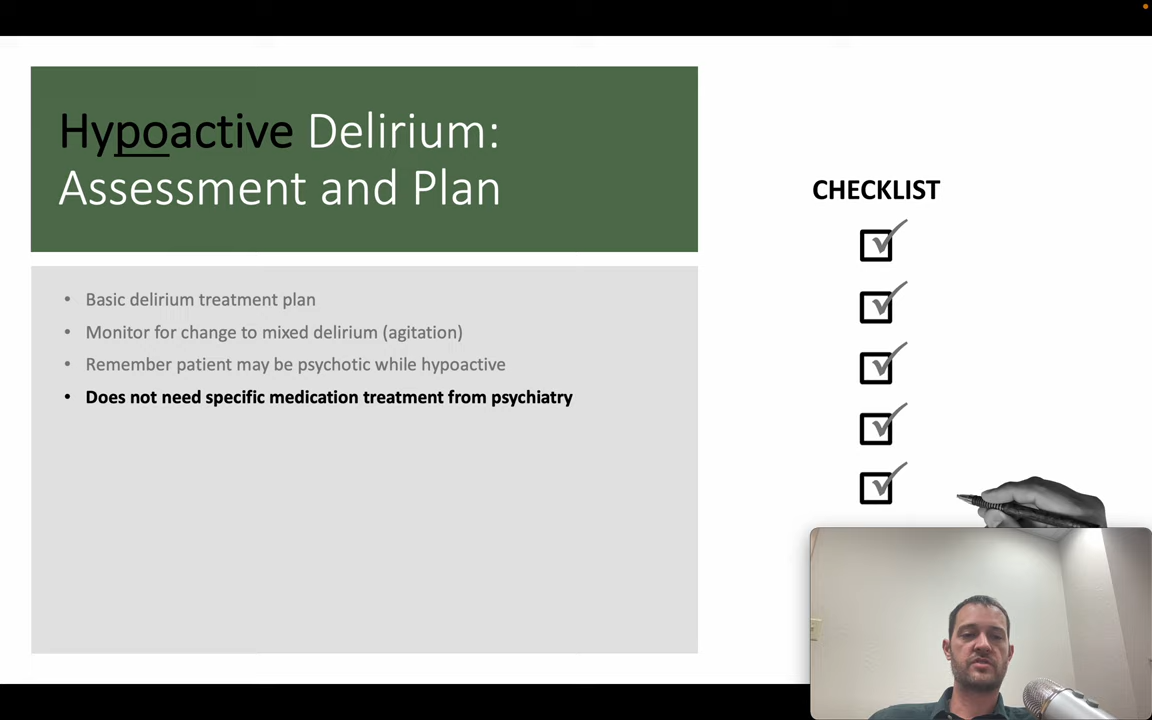 Hypoactive Delirium:
Assessment and Plan
• Basic delirium treatment plan
• Monitor for change to mixed delirium (agitation)
• Remember patient may be psychotic while hypoactive
• Does not need specific medication treatment from psychiatry
CHECKLIST